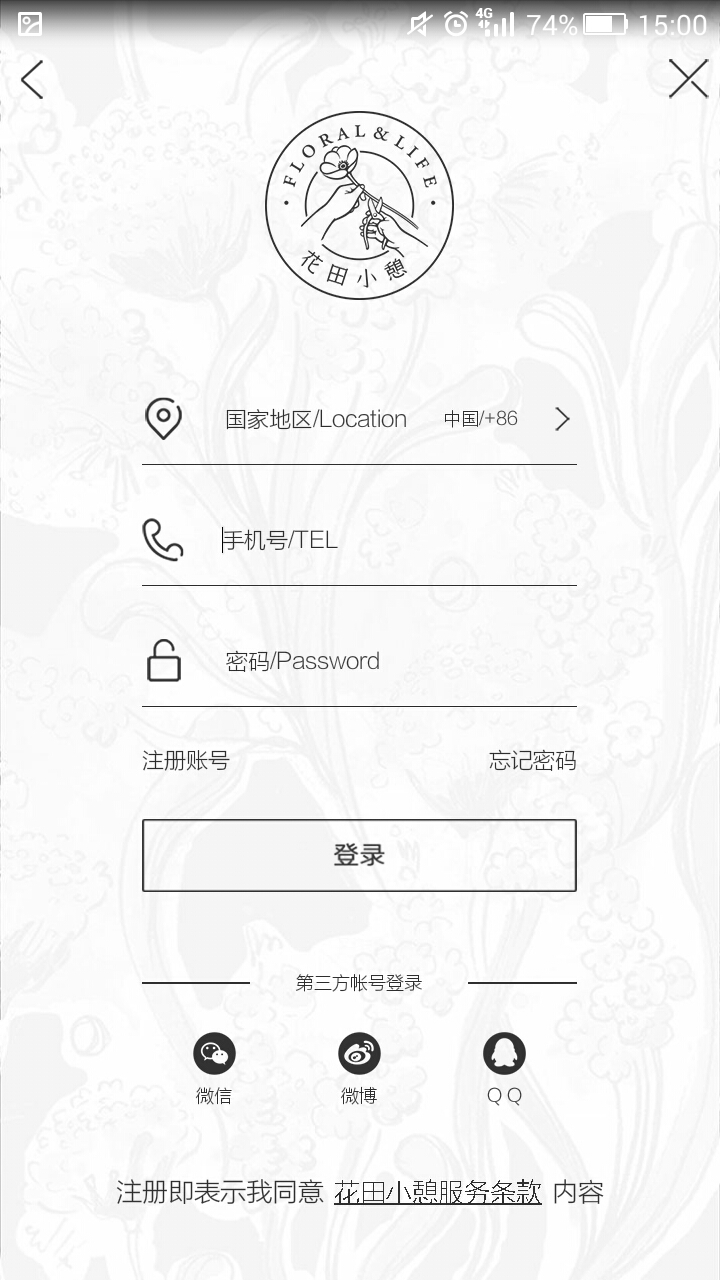 4G 74% 15:00
FLORAL & LIFE
花田小憩
国家地区/Location 中国/+86
手机号/TEL
密码/Password
注册账号 忘记密码
登录
第三方帐号登录
微信 微博 QQ
注册即表示我同意 花田小憩服务条款 内容